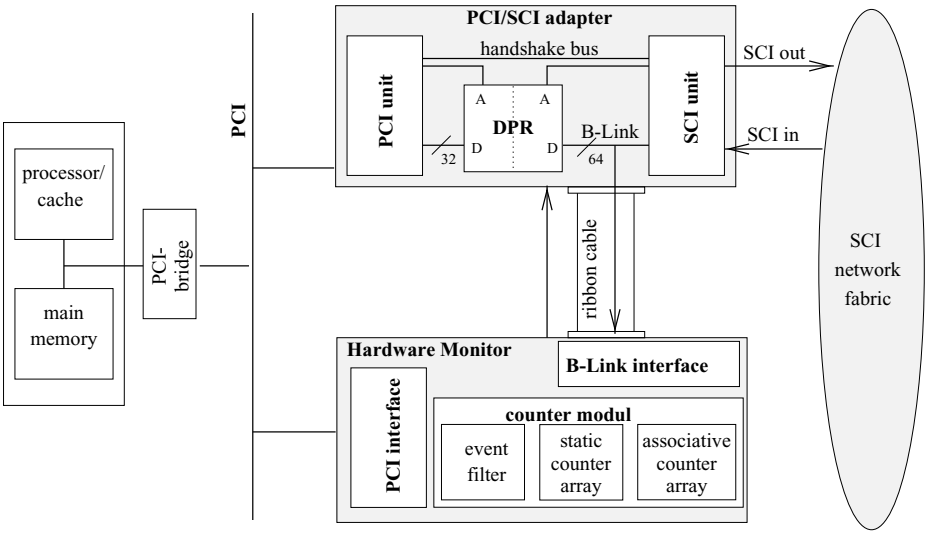 PCI/SCI adapter
handshake bus
PCI unit
A
A
DPR
D
D
32
B-Link
64
SCI unit
SCI out
SCI in
PCI
processor/
cache
main
memory
PCI-
bridge
ribbon cable
SCI
network
fabric
Hardware Monitor
B-Link interface
PCI interface
counter modul
event
filter
static
counter
array
associative
counter
array